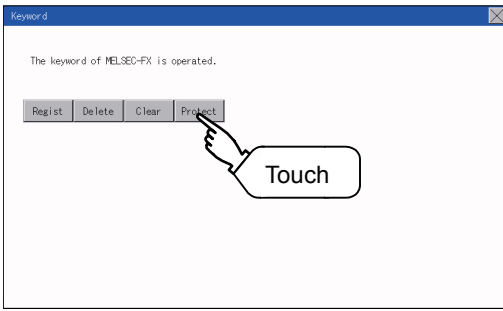 Keyword
The keyword of MELSEC-FX is operated.
Regist Delete Clear Protect
Touch